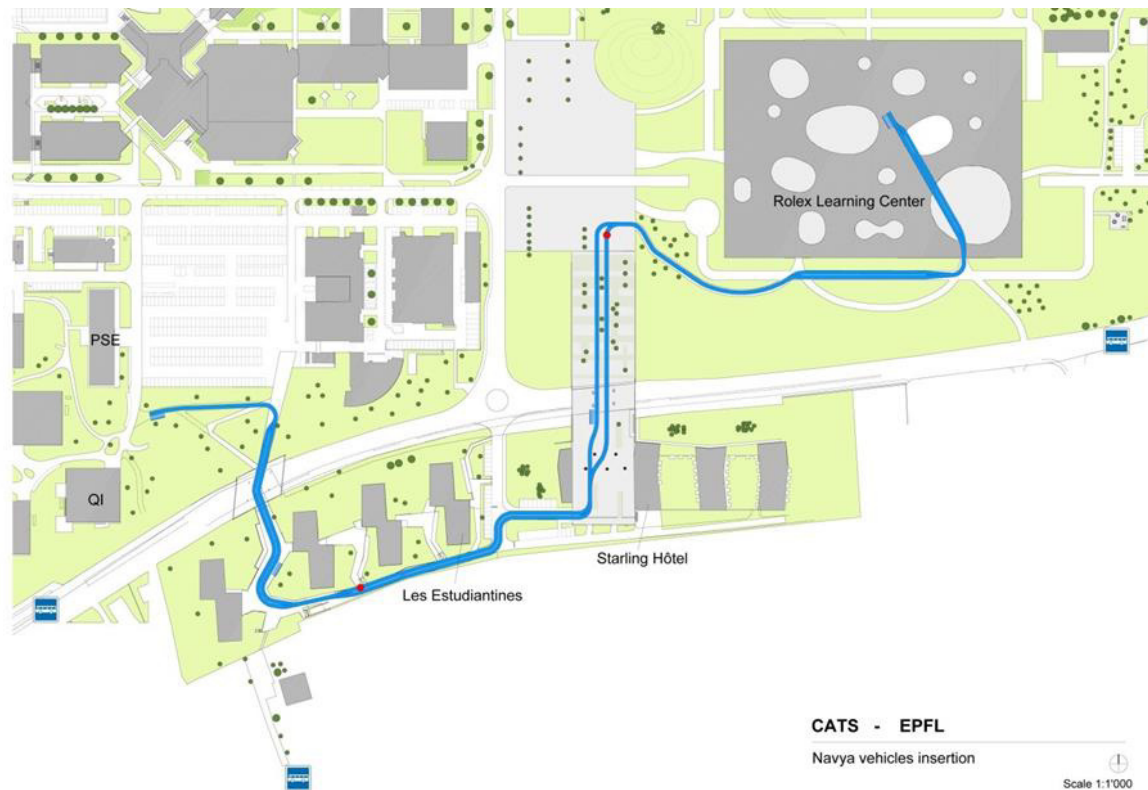 Rolex Learning Center
PSE
QI
Starling Hôtel
Les Estudiantines
CATS - EPFL
Navya vehicles insertion
Scale 1:1'000